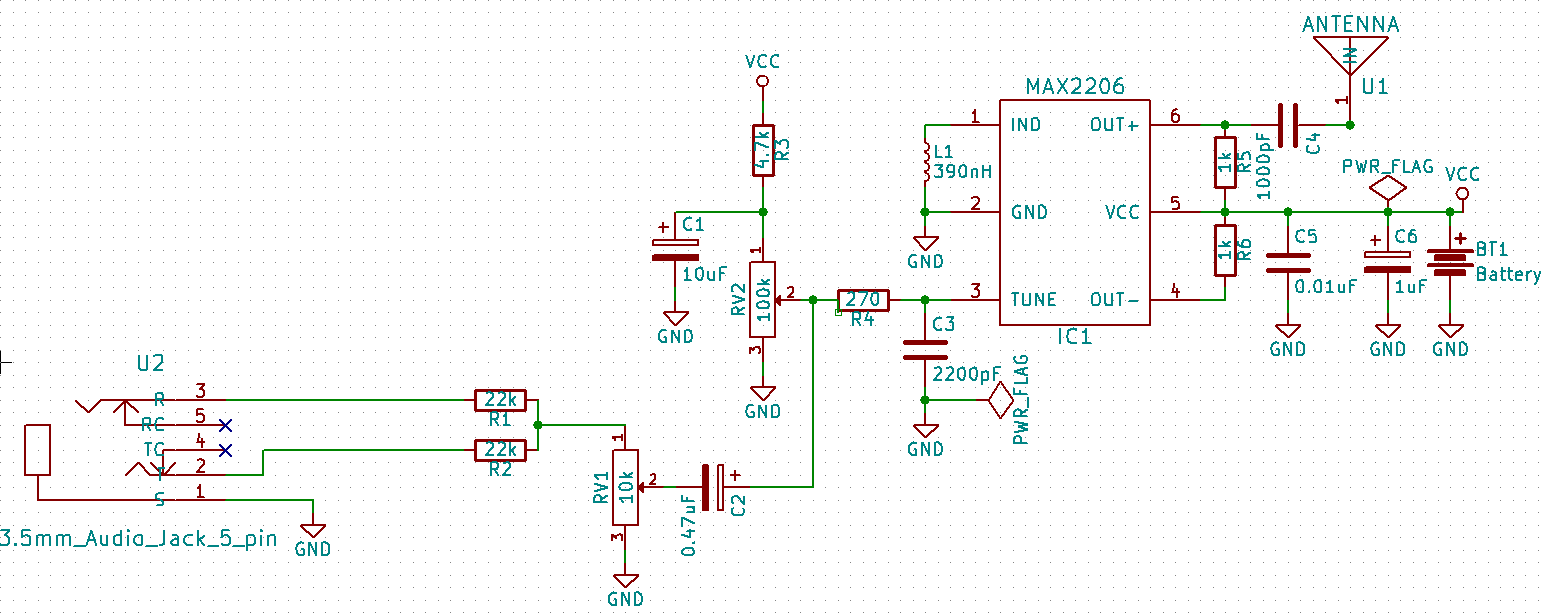 ANTENNA
IN
U1
1
VCC
4.7k
R3
MAX2206
1
IND
OUT+
6
L1
390nH
1k
R5
1000pF
C4
PWR_FLAG
VCC
2
GND
VCC
5
GND
+
C1
10uF
GND
1
RV2
100k
2
3
GND
270
R4
3
TUNE
OUT-
4
IC1
1k
R6
C5
0.01uF
GND
+
C6
1uF
GND
+
BT1
Battery
GND
C3
2200pF
PWR_FLAG
GND
U2
R
3
RC
5
TC
4
T
2
S
1
3.5mm_Audio_Jack_5_pin
GND
22k
R1
22k
R2
1
RV1
10k
2
3
GND
0.47uF
+
C2